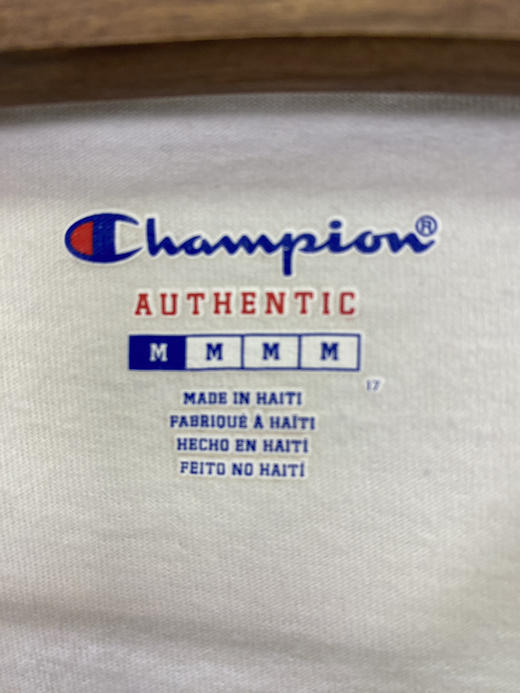 Champion®
AUTHENTIC
M M M M
17
MADE IN HAITI
FABRIQUÉ À HAÏTI
HECHO EN HAITÍ
FEITO NO HAITÍ